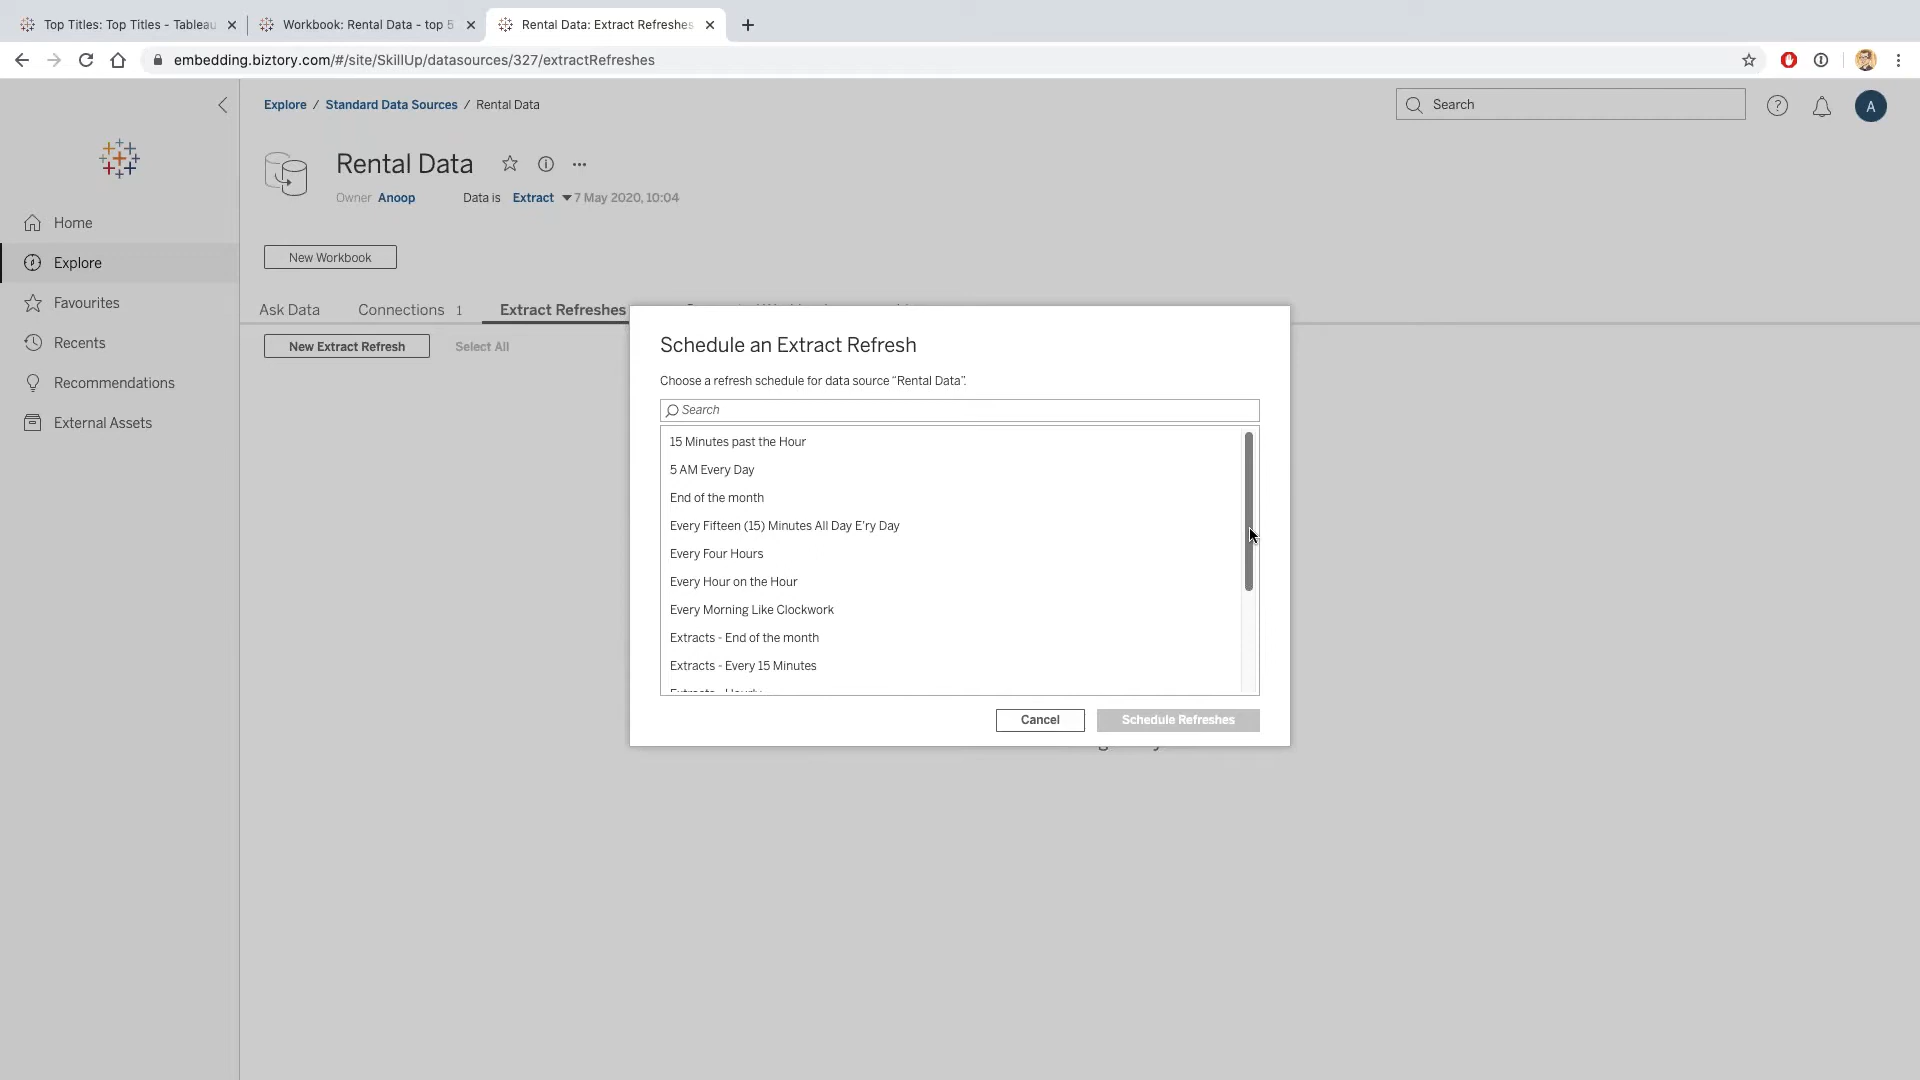 Top Titles: Top Titles - Tableau
Workbook: Rental Data - top 5
Rental Data: Extract Refreshes
embedding.biztory.com/#/site/SkillUp/datasources/327/extractRefreshes
Explore / Standard Data Sources / Rental Data
Search
A
Rental Data
Owner Anoop Data is Extract 7 May 2020, 10:04
Home
Explore
Favourites
Recents
Recommendations
External Assets
New Workbook
Ask Data
Connections 1
Extract Refreshes
New Extract Refresh
Select All
Schedule an Extract Refresh
Choose a refresh schedule for data source “Rental Data”.
Search
15 Minutes past the Hour
5 AM Every Day
End of the month
Every Fifteen (15) Minutes All Day E'ry Day
Every Four Hours
Every Hour on the Hour
Every Morning Like Clockwork
Extracts - End of the month
Extracts - Every 15 Minutes
Extracts - Hourly
Cancel
Schedule Refreshes